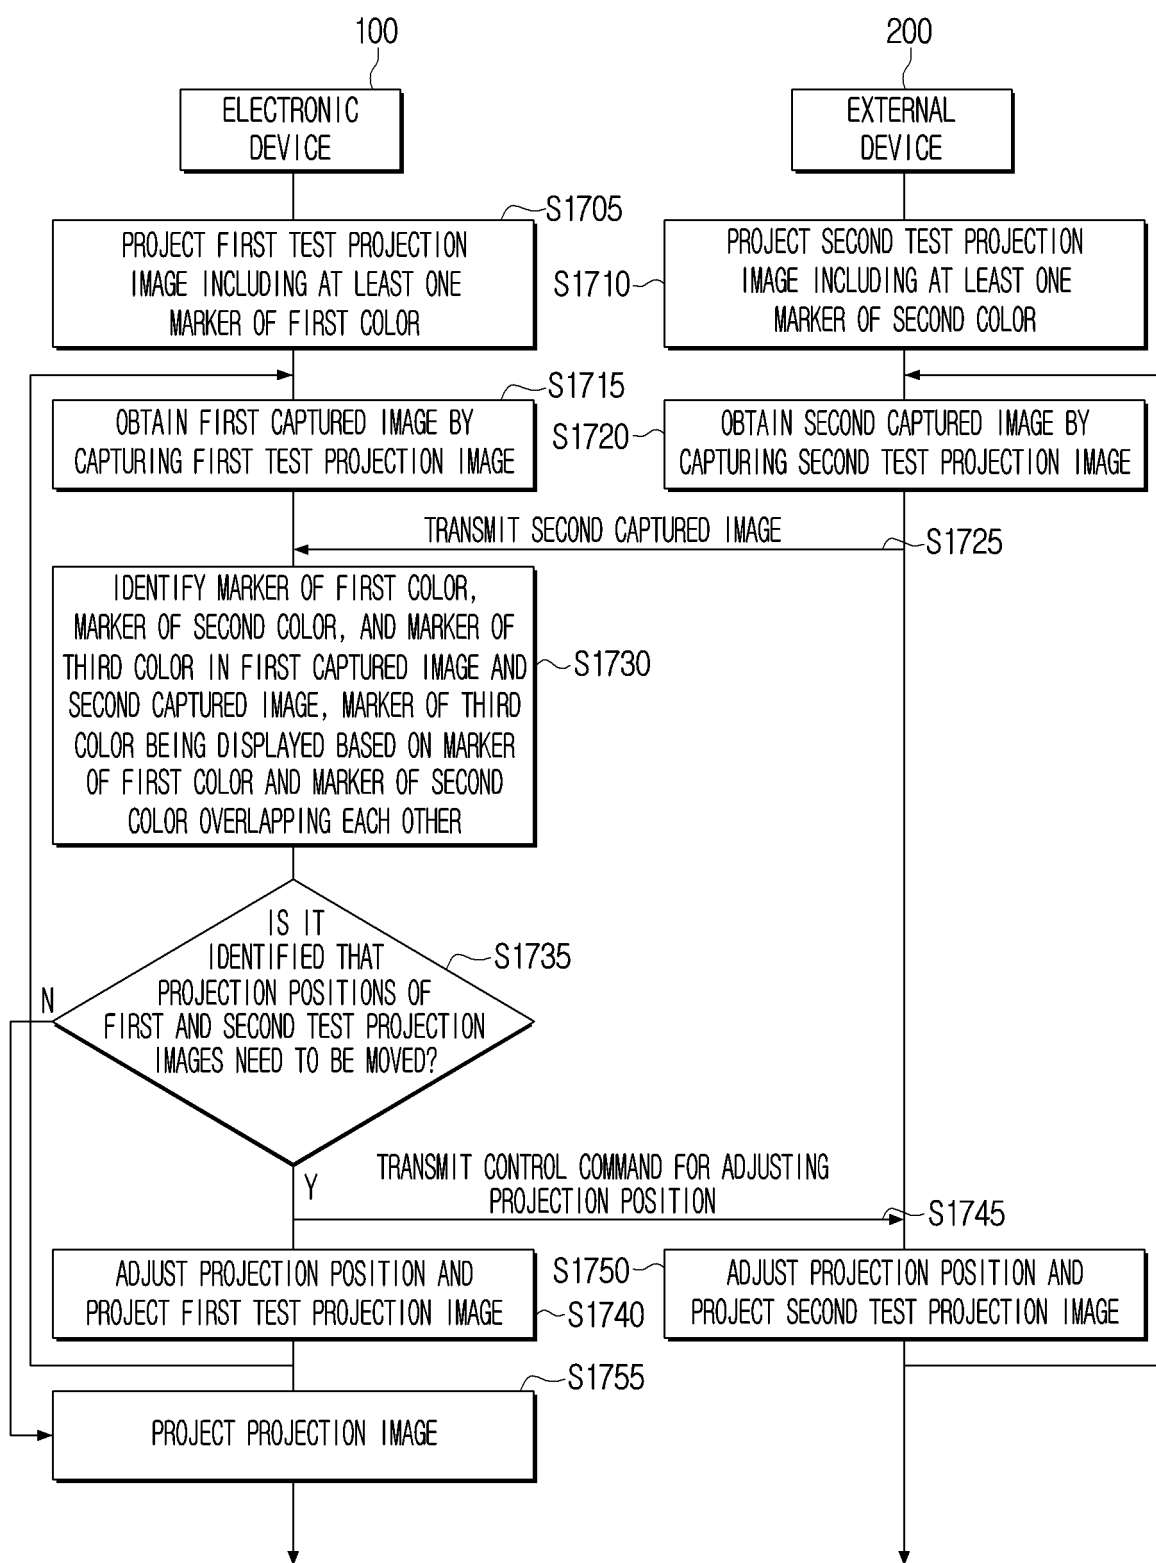 100
200
ELECTRONIC
DEVICE
EXTERNAL
DEVICE
S1705
PROJECT FIRST TEST PROJECTION
IMAGE INCLUDING AT LEAST ONE
MARKER OF FIRST COLOR
S1710
PROJECT SECOND TEST PROJECTION
IMAGE INCLUDING AT LEAST ONE
MARKER OF SECOND COLOR
S1715
OBTAIN FIRST CAPTURED IMAGE BY
CAPTURING FIRST TEST PROJECTION IMAGE
S1720
OBTAIN SECOND CAPTURED IMAGE BY
CAPTURING SECOND TEST PROJECTION IMAGE
TRANSMIT SECOND CAPTURED IMAGE
S1725
IDENTIFY MARKER OF FIRST COLOR,
MARKER OF SECOND COLOR, AND MARKER OF
THIRD COLOR IN FIRST CAPTURED IMAGE AND
SECOND CAPTURED IMAGE, MARKER OF THIRD
COLOR BEING DISPLAYED BASED ON MARKER
OF FIRST COLOR AND MARKER OF SECOND
COLOR OVERLAPPING EACH OTHER
S1730
IS IT
IDENTIFIED THAT
PROJECTION POSITIONS OF
FIRST AND SECOND TEST PROJECTION
IMAGES NEED TO BE MOVED?
S1735
N
Y
TRANSMIT CONTROL COMMAND FOR ADJUSTING
PROJECTION POSITION
S1745
ADJUST PROJECTION POSITION AND
PROJECT FIRST TEST PROJECTION IMAGE
S1740
S1750
ADJUST PROJECTION POSITION AND
PROJECT SECOND TEST PROJECTION IMAGE
S1755
PROJECT PROJECTION IMAGE